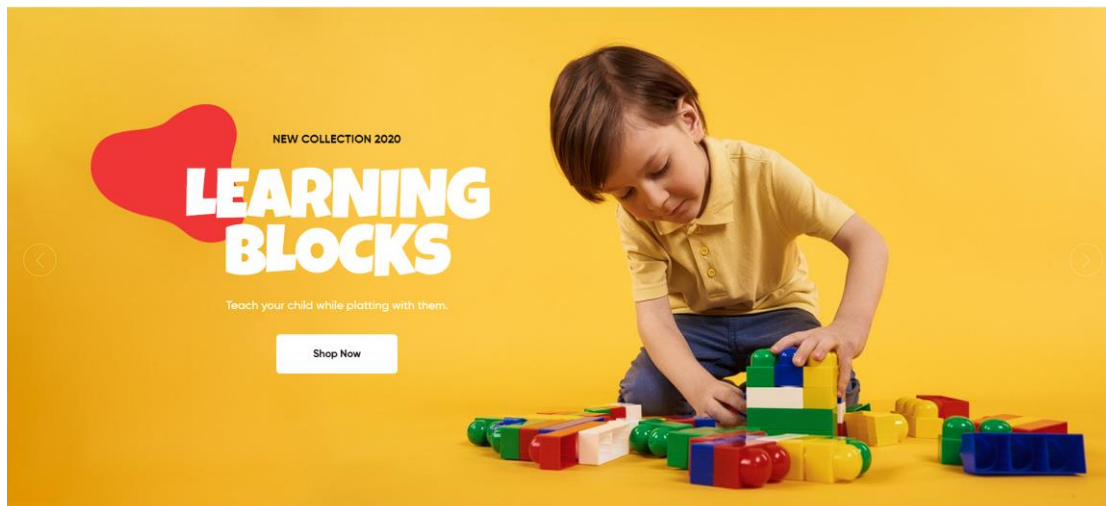 NEW COLLECTION 2020
LEARNING
BLOCKS
Teach your child while platting with them.
Shop Now